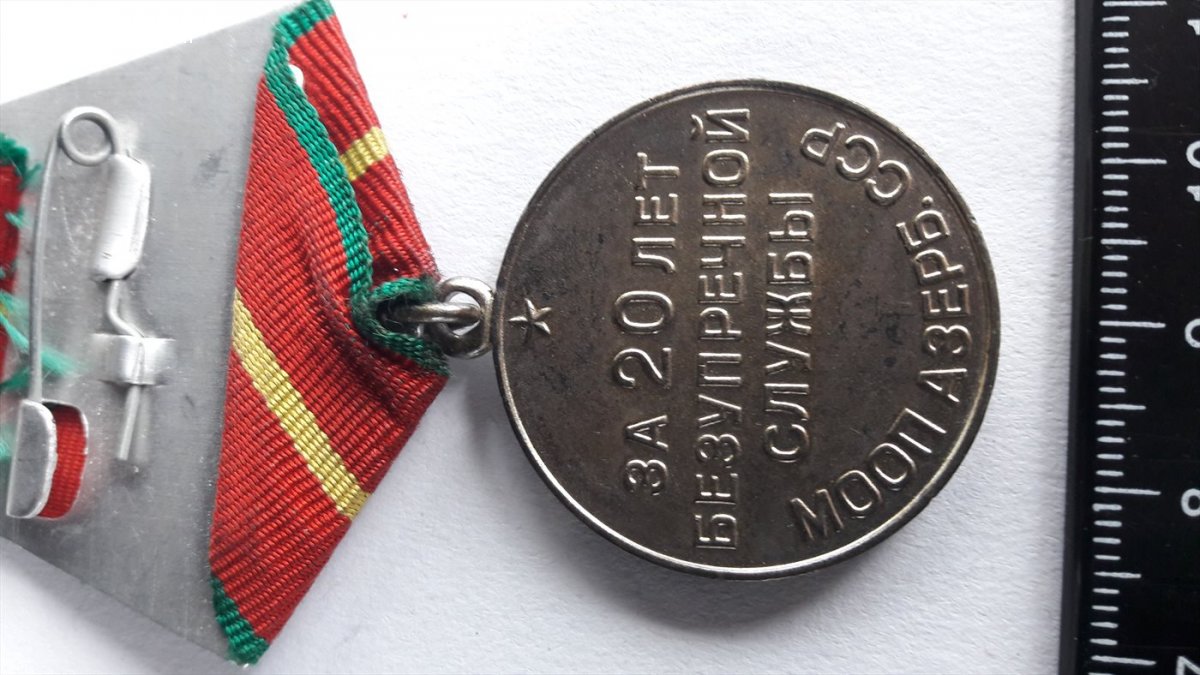 ЗА 20 ЛЕТ
БЕЗУПРЕЧНОЙ
СЛУЖБЫ
МООП АЗЕРБ. ССР